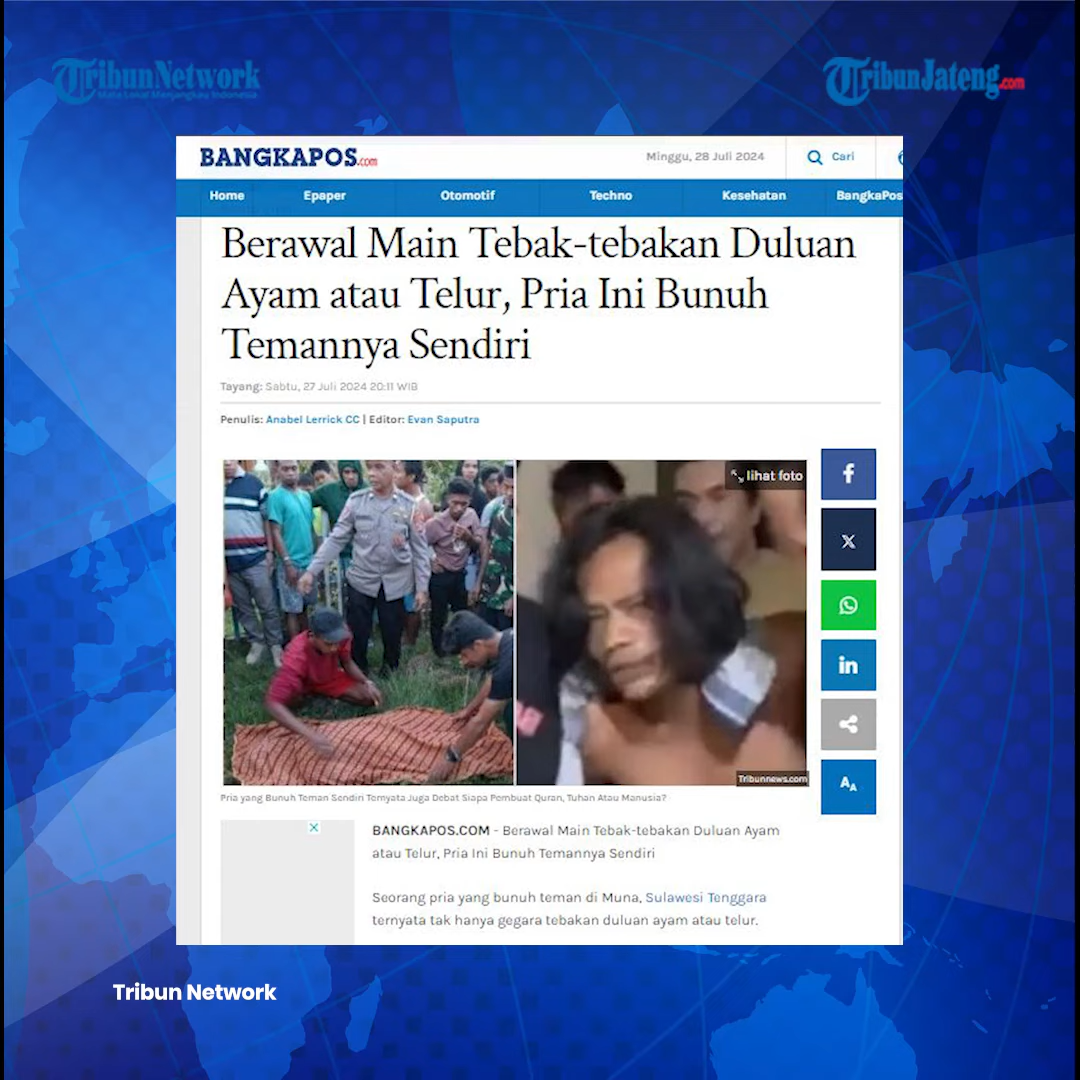 TribunNetwork
Mata Lokal Menjangkau Indonesia
TribunJateng.com
BANGKAPOS.com
Minggu, 28 Juli 2024
Cari
Home
Epaper
Otomotif
Techno
Kesehatan
BangkaPos
Berawal Main Tebak-tebakan Duluan
Ayam atau Telur, Pria Ini Bunuh
Temannya Sendiri
Tayang: Sabtu, 27 Juli 2024 20:11 WIB
Penulis: Anabel Lerrick CC | Editor: Evan Saputra
lihat foto
Tribunnews.com
Pria yang Bunuh Teman Sendiri Ternyata Juga Debat Siapa Pembuat Quran, Tuhan Atau Manusia?
BANGKAPOS.COM - Berawal Main Tebak-tebakan Duluan Ayam
atau Telur, Pria Ini Bunuh Temannya Sendiri
Seorang pria yang bunuh teman di Muna, Sulawesi Tenggara
ternyata tak hanya gegara tebakan duluan ayam atau telur.
Tribun Network